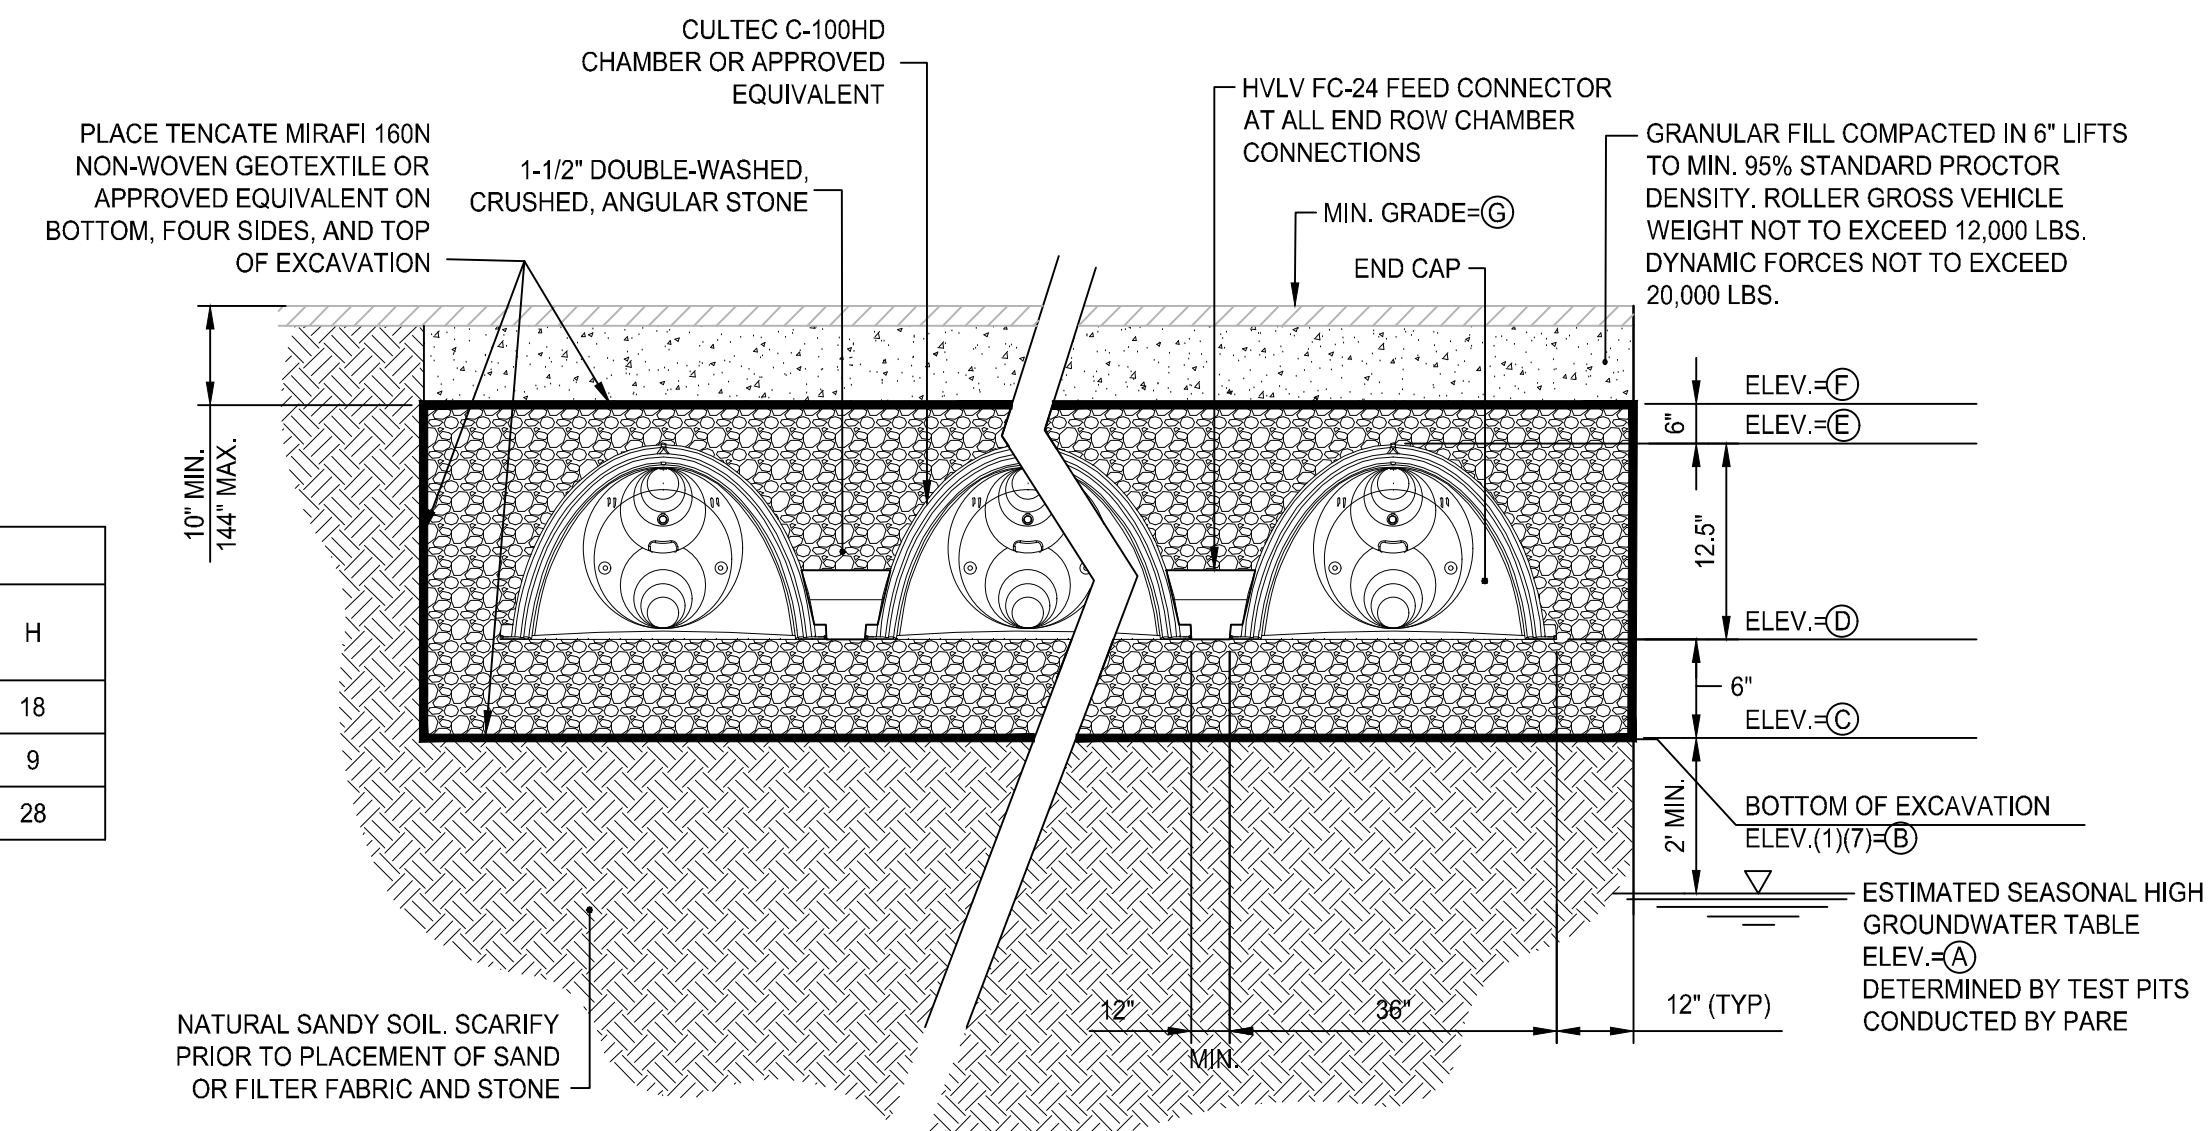 CULTEC C-100HD
CHAMBER OR APPROVED
EQUIVALENT
HVLV FC-24 FEED CONNECTOR
AT ALL END ROW CHAMBER
CONNECTIONS
PLACE TENCATE MIRAFI 160N
NON-WOVEN GEOTEXTILE OR
APPROVED EQUIVALENT ON
BOTTOM, FOUR SIDES, AND TOP
OF EXCAVATION
1-1/2" DOUBLE-WASHED,
CRUSHED, ANGULAR STONE
GRANULAR FILL COMPACTED IN 6" LIFTS
TO MIN. 95% STANDARD PROCTOR
DENSITY. ROLLER GROSS VEHICLE
WEIGHT NOT TO EXCEED 12,000 LBS.
DYNAMIC FORCES NOT TO EXCEED
20,000 LBS.
MIN. GRADE=G
END CAP
10" MIN.
144" MAX.
ELEV.=F
6"
ELEV.=E
12.5"
ELEV.=D
6"
ELEV.=C
2' MIN.
BOTTOM OF EXCAVATION
ELEV.(1)(7)=B
ESTIMATED SEASONAL HIGH
GROUNDWATER TABLE
ELEV.=A
DETERMINED BY TEST PITS
CONDUCTED BY PARE
H
18
9
28
NATURAL SANDY SOIL. SCARIFY
PRIOR TO PLACEMENT OF SAND
OR FILTER FABRIC AND STONE
12"
MIN.
36"
12" (TYP)